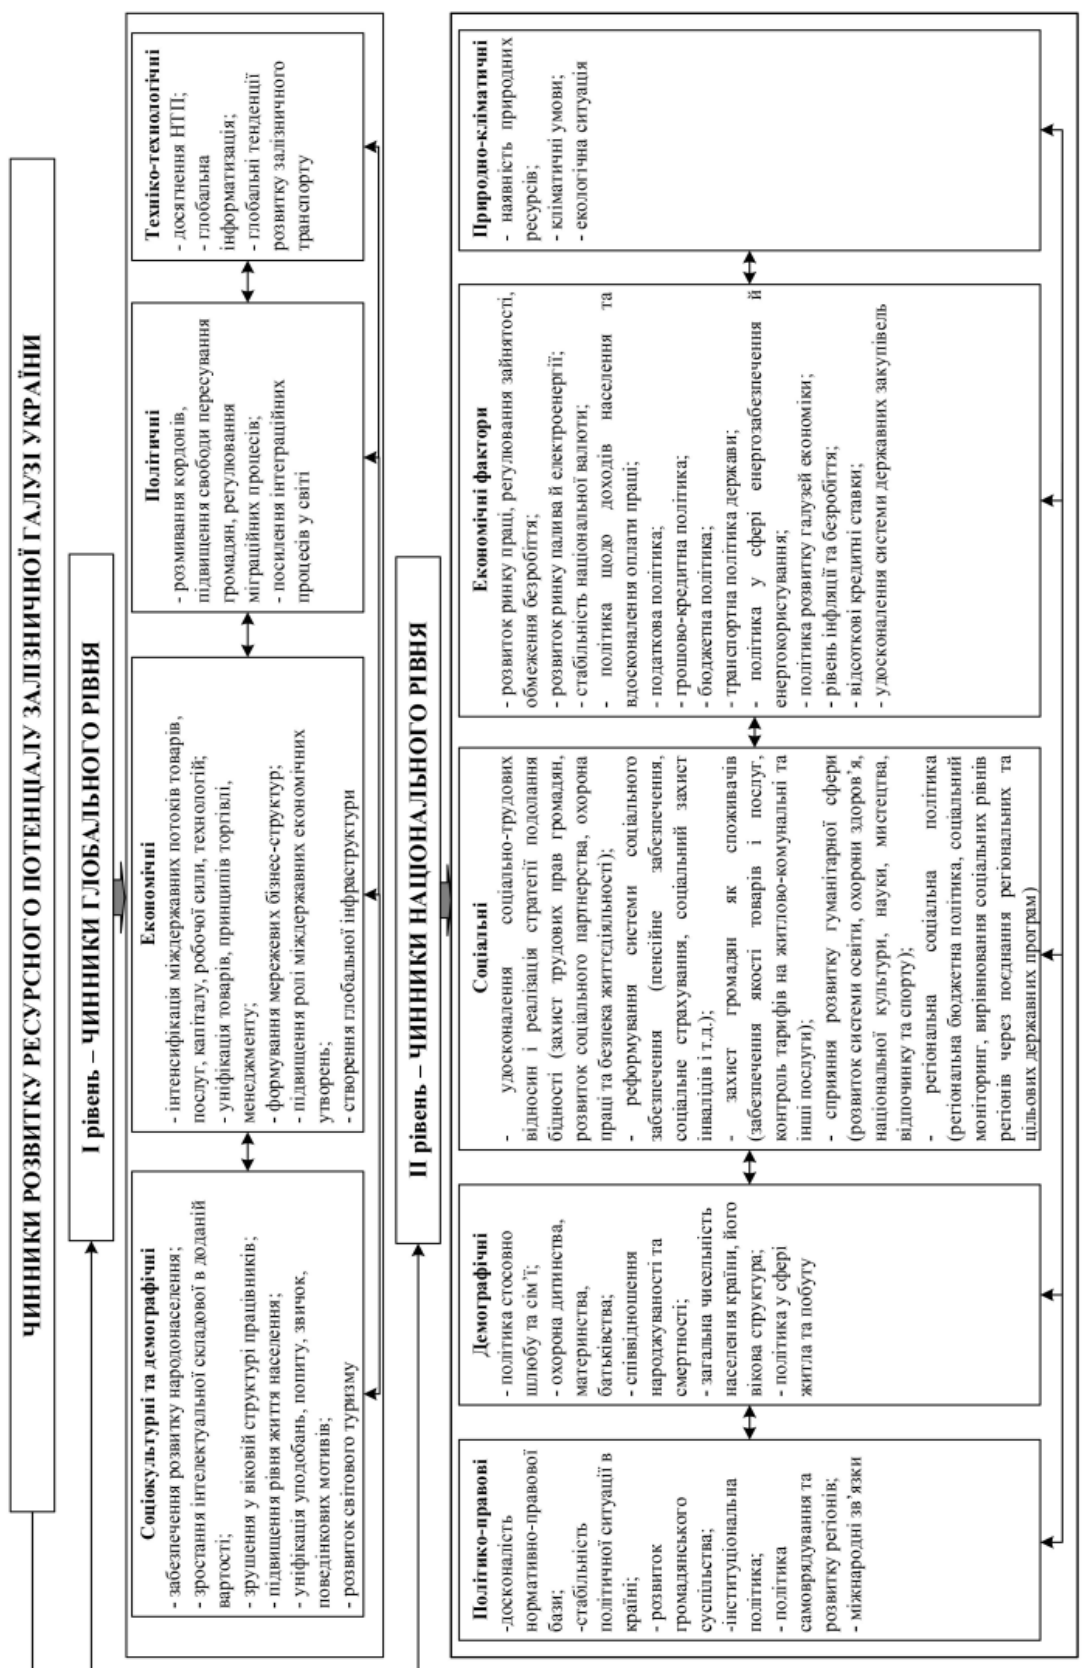 ЧИННИКИ РОЗВИТКУ РЕСУРСНОГО ПОТЕНЦІАЛУ ЗАЛІЗНИЧНОЇ ГАЛУЗІ УКРАЇНИ
І рівень – ЧИННИКИ ГЛОБАЛЬНОГО РІВНЯ
Соціокультурні та демографічні
- забезпечення розвитку народонаселення;
- зростання інтелектуальної складової в доданій
вартості;
- зрушення у віковій структурі працівників;
- підвищення рівня життя населення;
- уніфікація уподобань, попиту, звичок,
поведінкових мотивів;
- розвиток світового туризму
Економічні
- інтенсифікація міждержавних потоків товарів,
послуг, капіталу, робочої сили, технологій;
- уніфікація товарів, принципів торгівлі,
менеджменту;
- формування мережевих бізнес-структур;
- підвищення ролі міждержавних економічних
утворень;
- створення глобальної інфраструктури
Політичні
- розмивання кордонів,
підвищення свободи пересування
громадян, регулювання
міграційних процесів;
- посилення інтеграційних
процесів у світі
Техніко-технологічні
- досягнення НТП;
- глобальна
інформатизація;
- глобальні тенденції
розвитку залізничного
транспорту
ІІ рівень – ЧИННИКИ НАЦІОНАЛЬНОГО РІВНЯ
Політико-правові
-досконалість
нормативно-правової
бази;
-стабільність
політичної ситуації в
країні;
- розвиток
громадянського
суспільства;
-інституціональна
політика;
- політика
самоврядування та
розвитку регіонів;
- міжнародні зв'язки
Демографічні
- політика стосовно
шлюбу та сім'ї;
- охорона дитинства,
материнства,
батьківства;
- співвідношення
народжуваності та
смертності;
- загальна чисельність
населення країни, його
вікова структура;
- політика у сфері
житла та побуту
Соціальні
- удосконалення соціально-трудових
відносин і реалізація стратегії подолання
бідності (захист трудових прав громадян,
розвиток соціального партнерства, охорона
праці та безпека життєдіяльності);
- реформування системи соціального
забезпечення (пенсійне забезпечення,
соціальне страхування, соціальний захист
інвалідів і т.д.);
- захист громадян як споживачів
(забезпечення якості товарів і послуг,
контроль тарифів на житлово-комунальні та
інші послуги);
- сприяння розвитку гуманітарної сфери
(розвиток системи освіти, охорони здоров'я,
національної культури, науки, мистецтва,
відпочинку та спорту);
- регіональна соціальна політика
(регіональна бюджетна політика, соціальний
моніторинг, вирівнювання соціальних рівнів
регіонів через поєднання регіональних та
цільових державних програм)
Економічні фактори
- розвиток ринку праці, регулювання зайнятості,
обмеження безробіття;
- розвиток ринку палива й електроенергії;
- стабільність національної валюти;
- політика щодо доходів населення та
вдосконалення оплати праці;
- податкова політика;
- грошово-кредитна політика;
- бюджетна політика;
- транспортна політика держави;
- політика у сфері енергозабезпечення й
енергокористування;
- політика розвитку галузей економіки;
- рівень інфляції та безробіття;
- відсоткові кредитні ставки;
- удосконалення системи державних закупівель
Природно-кліматичні
- наявність природних
ресурсів;
- кліматичні умови;
- екологічна ситуація